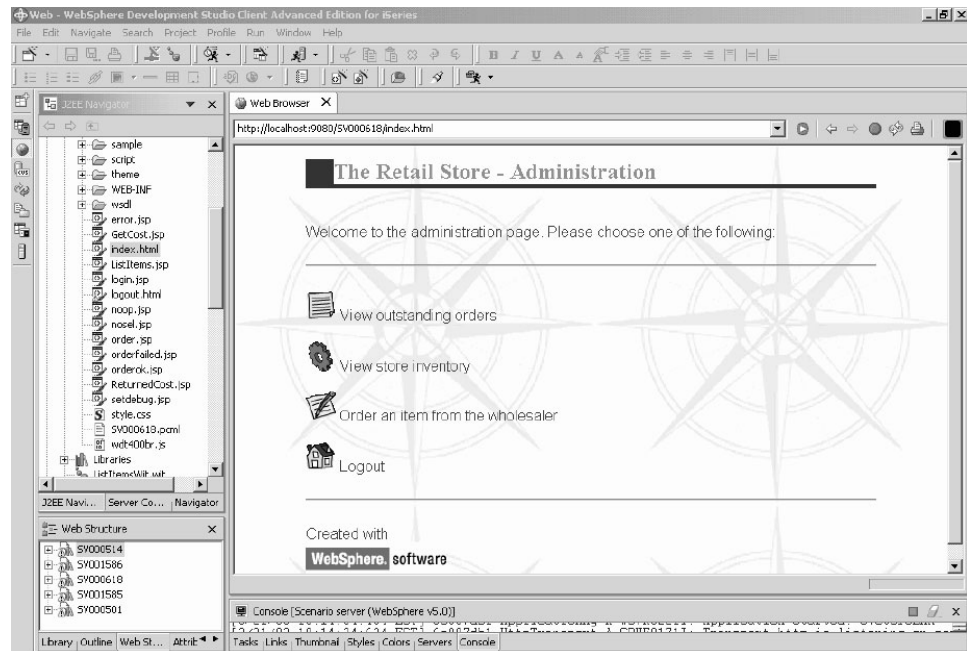 Web - WebSphere Development Studio Client Advanced Edition for iSeries
File Edit Navigate Search Project Profile Run Window Help
J2EE Navigator
sample
script
theme
WEB-INF
wsdl
error.jsp
GetCost.jsp
index.html
ListItems.jsp
login.jsp
logout.html
noop.jsp
nosel.jsp
order.jsp
orderfailed.jsp
orderok.jsp
ReturnedCost.jsp
setdebug.jsp
style.css
SV000618.pcml
wdt400br.js
Libraries
ListItemsWit.wit
J2EE Navi... Server Co... Navigator
Web Structure
SV000514
SV001586
SV000618
SV001585
SV000501
Library Outline Web St... Attrib
Web Browser
http://localhost:9080/SV000618/index.html
The Retail Store - Administration
Welcome to the administration page. Please choose one of the following:
View outstanding orders
View store inventory
Order an item from the wholesaler
Logout
Created with
WebSphere. software
Console [Scenario server (WebSphere v5.0)]
Tasks Links Thumbnail Styles Colors Servers Console